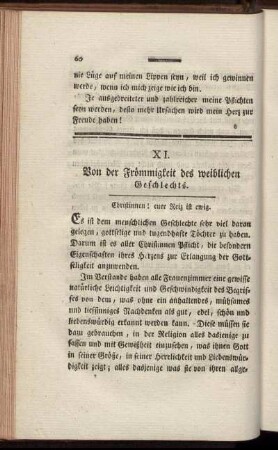 60
nie Lüge auf meinen Lippen seyn, weil ich gewinnen
werde, wenn ich mich zeige wie ich bin.
Je ausgebreiteter und zahlreicher meine Pflichten
seyn werden, desto mehr Ursachen wird mein Herz zur
Freude haben!
XI.
Von der Frömmigkeit des weiblichen
Geschlechts.
Christinnen! euer Reiz ist ewig.
Es ist dem menschlichen Geschlechte sehr viel daran
gelegen, gottselige und tugendhafte Töchter zu haben.
Darum ist es aller Christinnen Pflicht, die besondern
Eigenschaften ihres Herzens zur Erlangung der Gott-
seligkeit anzuwenden.
Im Verstande haben alle Frauenzimmer eine gewisse
natürliche Leichtigkeit und Geschwindigkeit des Begrif-
fes von dem, was ohne ein anhaltendes, mühsames
und tiefsinniges Nachdenken als gut, edel, schön und
liebenswürdig erkannt werden kann. Diese müssen sie
dazu gebrauchen, in der Religion alles dasjenige zu
fassen und mit Gewißheit einzusehen, was ihnen Gott
in seiner Größe, in seiner Herrlichkeit und Liebenswür-
digkeit zeigt; alles dasjenige was sie von ihren allge-